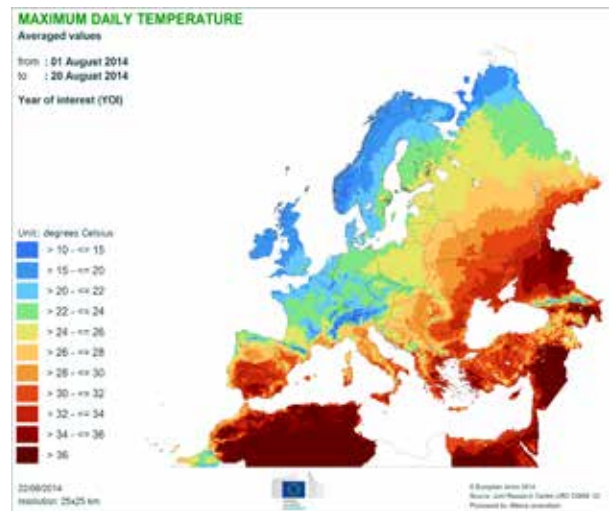 MAXIMUM DAILY TEMPERATURE
Averaged values
from : 01 August 2014
to : 20 August 2014
Year of interest (YOI)
Unit: degrees Celsius
> 10 - <= 15
> 15 - <= 20
> 20 - <= 22
> 22 - <= 24
> 24 - <= 26
> 26 - <= 28
> 28 - <= 30
> 30 - <= 32
> 32 - <= 34
> 34 - <= 36
> 36
22/08/2014
resolution: 25x25 km
© European Union 2014
Source: Joint Research Centre
Processed by